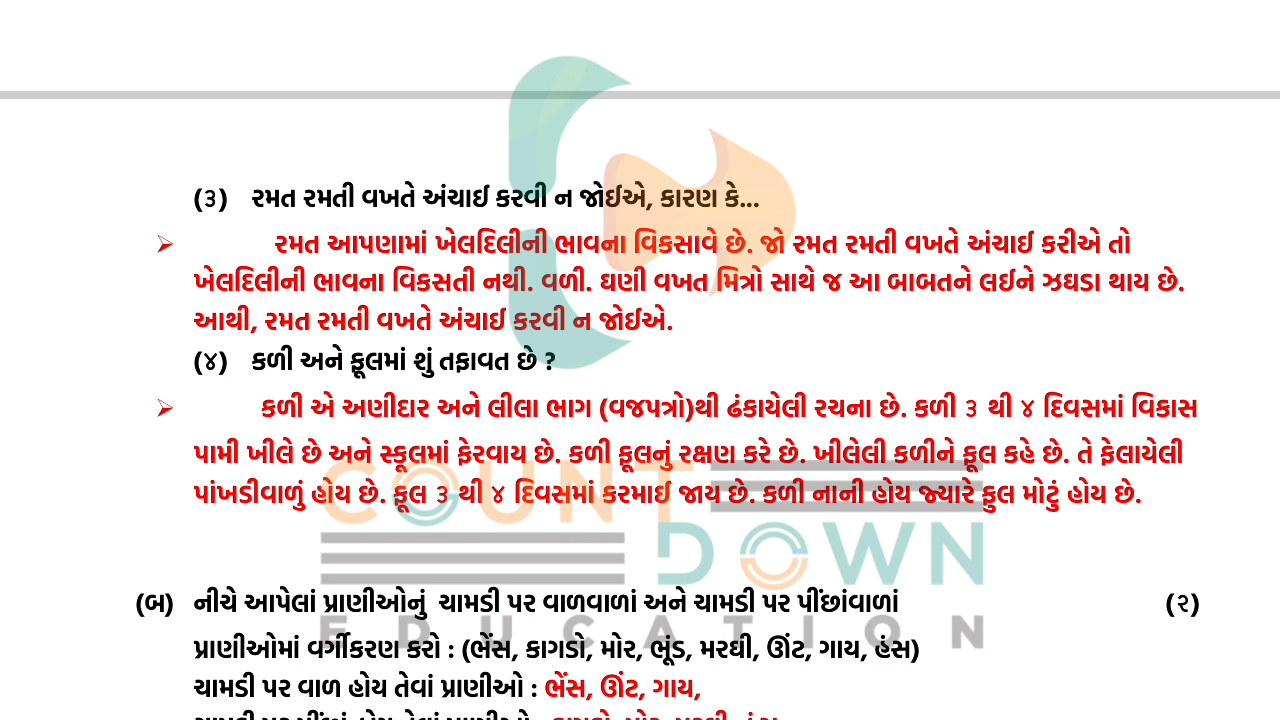 (૩) રમત રમતી વખતે અંચાઈ કરવી ન જોઈએ, કારણ કે...
➢ રમત આપણામાં ખેલદિલીની ભાવના વિકસાવે છે. જો રમત રમતી વખતે અંચાઈ કરીએ તો
ખેલદિલીની ભાવના વિકસતી નથી. વળી. ઘણી વખત મિત્રો સાથે જ આ બાબતને લઈને ઝઘડા થાય છે.
આથી, રમત રમતી વખતે અંચાઈ કરવી ન જોઈએ.
(૪) કળી અને ફૂલમાં શું તફાવત છે ?
➢ કળી એ અણીદાર અને લીલા ભાગ (વજપત્રો)થી ઢંકાયેલી રચના છે. કળી ૩ થી ૪ દિવસમાં વિકાસ
પામી ખીલે છે અને સ્ફૂલમાં ફેરવાય છે. કળી ફૂલનું રક્ષણ કરે છે. ખીલેલી કળીને ફૂલ કહે છે. તે ફેલાયેલી
પાંખડીવાળું હોય છે. ફૂલ ૩ થી ૪ દિવસમાં કરમાઈ જાય છે. કળી નાની હોય જ્યારે ફુલ મોટું હોય છે.
COUNT
DOWN
EDUCATION
(બ) નીચે આપેલાં પ્રાણીઓનું ચામડી પર વાળવાળાં અને ચામડી પર પીંછાંવાળાં (૨)
પ્રાણીઓમાં વર્ગીકરણ કરો : (ભેંસ, કાગડો, મોર, ભૂંડ, મરઘી, ઊંટ, ગાય, હંસ)
ચામડી પર વાળ હોય તેવાં પ્રાણીઓ : ભેંસ, ઊંટ, ગાય,